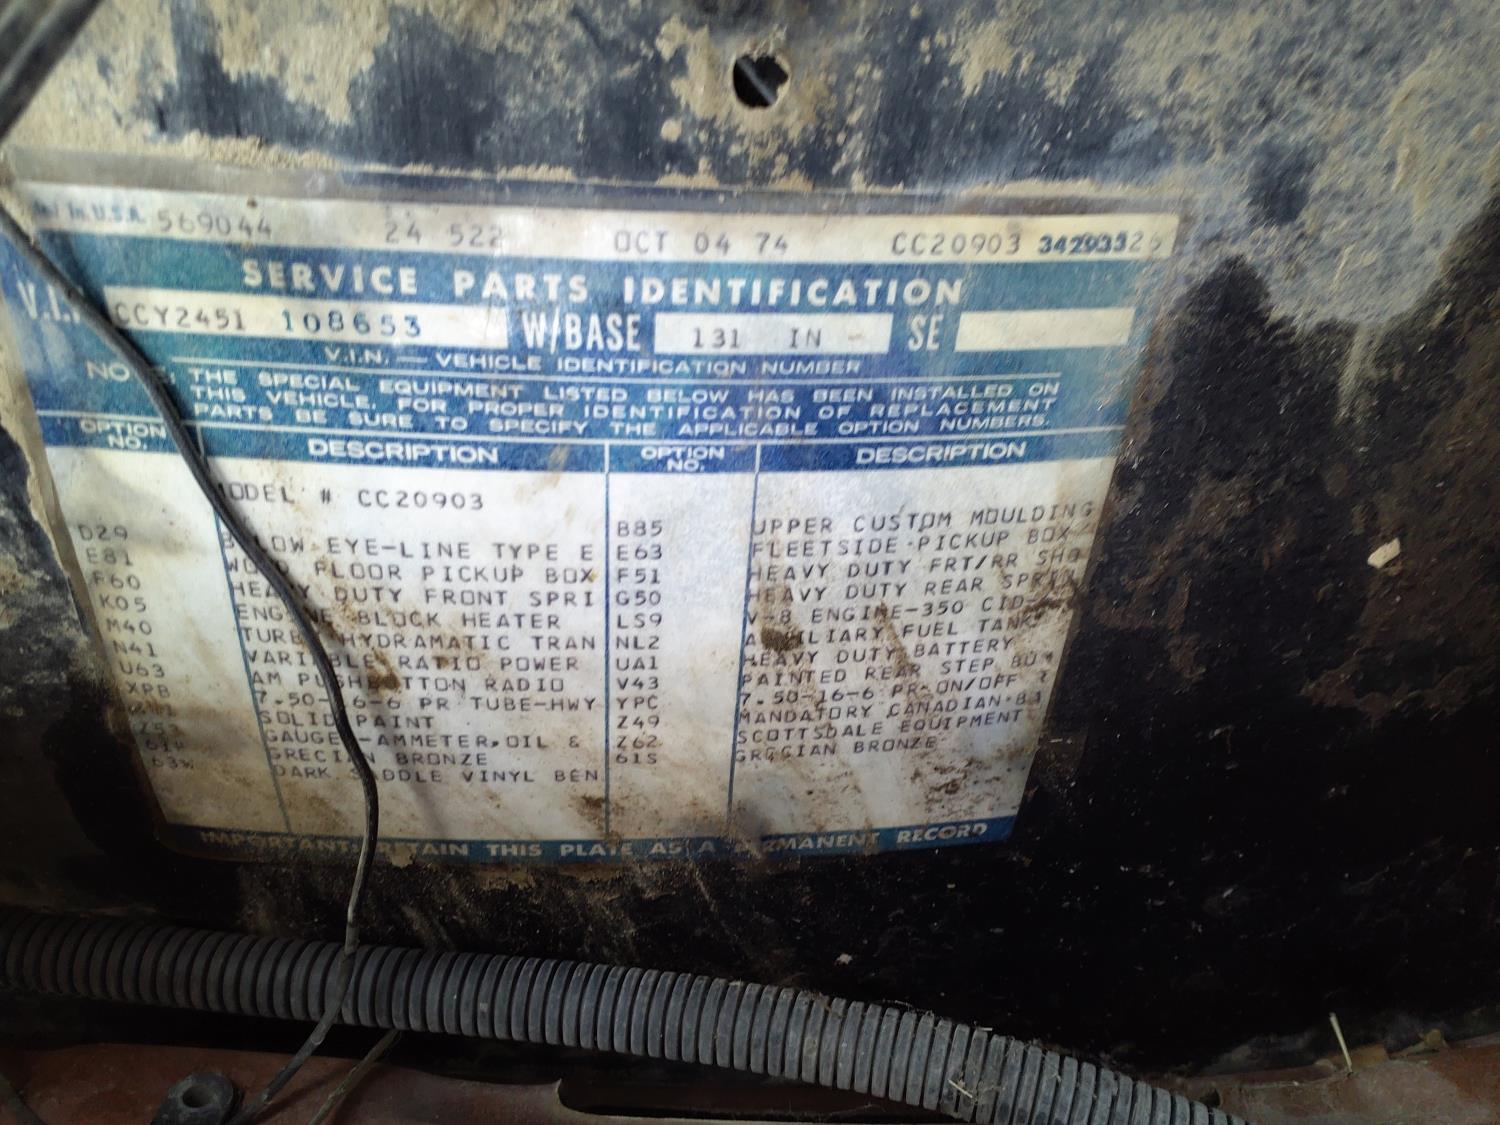 in U.S.A. 569044 24 522 OCT 04 74 CC20903 34293526
SERVICE PARTS IDENTIFICATION
V.I. CCY2451 108653 W/BASE 131 IN SE
V.I.N. — VEHICLE IDENTIFICATION NUMBER
THE SPECIAL EQUIPMENT LISTED BELOW HAS BEEN INSTALLED ON
THIS VEHICLE. FOR PROPER IDENTIFICATION OF REPLACEMENT
PARTS BE SURE TO SPECIFY THE APPLICABLE OPTION NUMBERS.
OPTION NO. DESCRIPTION OPTION NO. DESCRIPTION
MODEL # CC20903 B85 UPPER CUSTOM MOULDING
D29 BELOW EYE-LINE TYPE E E63 FLEETSIDE PICKUP BOX
E81 WOOD FLOOR PICKUP BOX F51 HEAVY DUTY FRT/RR SHO
F60 HEAVY DUTY FRONT SPRI G50 HEAVY DUTY REAR SPRIN
K05 ENGINE BLOCK HEATER LS9 V-8 ENGINE-350 CID-
M40 TURBO HYDRAMATIC TRAN NL2 AUXILIARY FUEL TANK
N41 VARIABLE RATIO POWER UA1 HEAVY DUTY BATTERY
U63 AM PUSHBUTTON RADIO V43 PAINTED REAR STEP BUM
XPB 7.50-16-6 PR TUBE-HWY YPC 7.50-16-6 PR-ON/OFF
SOLID PAINT Z49 MANDATORY CANADIAN
Z53 GAUGE-AMMETER,OIL & Z62 SCOTTSDALE EQUIPMENT
GRECIAN BRONZE 61S GRECIAN BRONZE
DARK SADDLE VINYL BEN
IMPORTANT: RETAIN THIS PLATE AS A PERMANENT RECORD